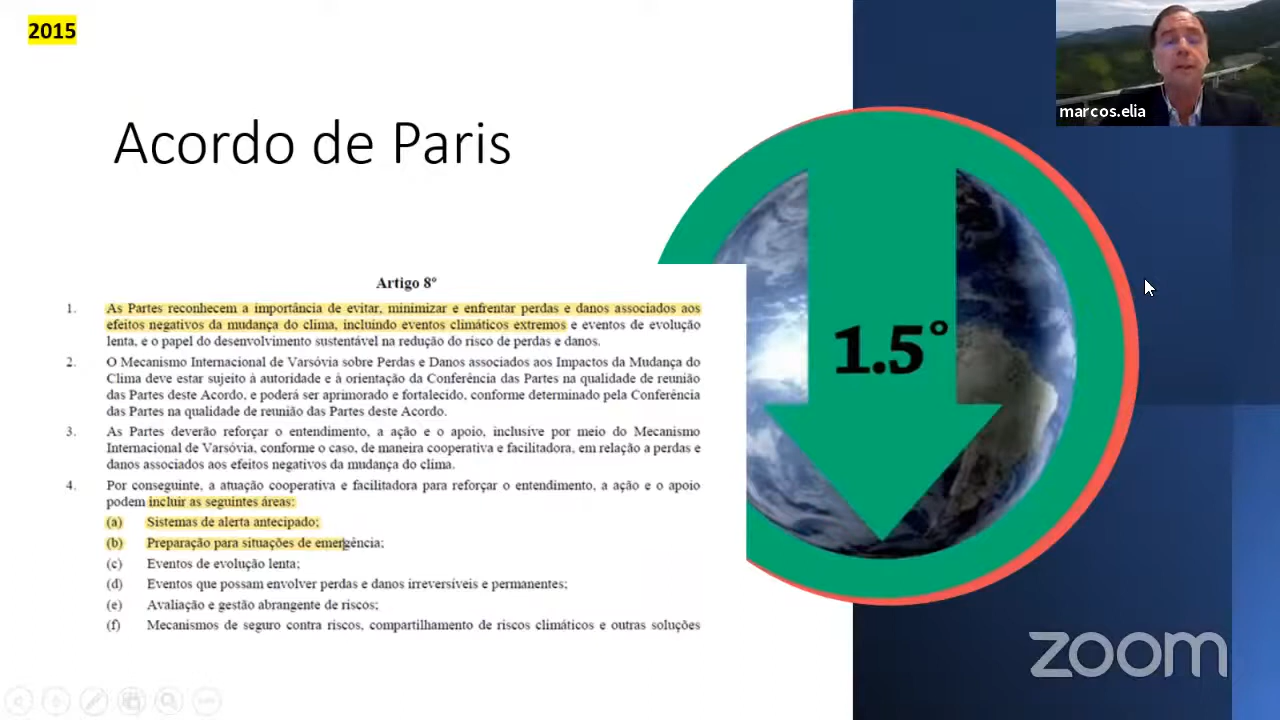 2015
marcos.elia
Acordo de Paris
1.5°
Artigo 8º
1. As Partes reconhecem a importância de evitar, minimizar e enfrentar perdas e danos associados aos
efeitos negativos da mudança do clima, incluindo eventos climáticos extremos e eventos de evolução
lenta, e o papel do desenvolvimento sustentável na redução do risco de perdas e danos.
2. O Mecanismo Internacional de Varsóvia sobre Perdas e Danos associados aos Impactos da Mudança do
Clima deve estar sujeito à autoridade e à orientação da Conferência das Partes na qualidade de reunião
das Partes deste Acordo, e poderá ser aprimorado e fortalecido, conforme determinado pela Conferência
das Partes na qualidade de reunião das Partes deste Acordo.
3. As Partes deverão reforçar o entendimento, a ação e o apoio, inclusive por meio do Mecanismo
Internacional de Varsóvia, conforme o caso, de maneira cooperativa e facilitadora, em relação a perdas e
danos associados aos efeitos negativos da mudança do clima.
4. Por conseguinte, a atuação cooperativa e facilitadora para reforçar o entendimento, a ação e o apoio
podem incluir as seguintes áreas:
(a) Sistemas de alerta antecipado;
(b) Preparação para situações de emergência;
(c) Eventos de evolução lenta;
(d) Eventos que possam envolver perdas e danos irreversíveis e permanentes;
(e) Avaliação e gestão abrangente de riscos;
(f) Mecanismos de seguro contra riscos, compartilhamento de riscos climáticos e outras soluções
zoom